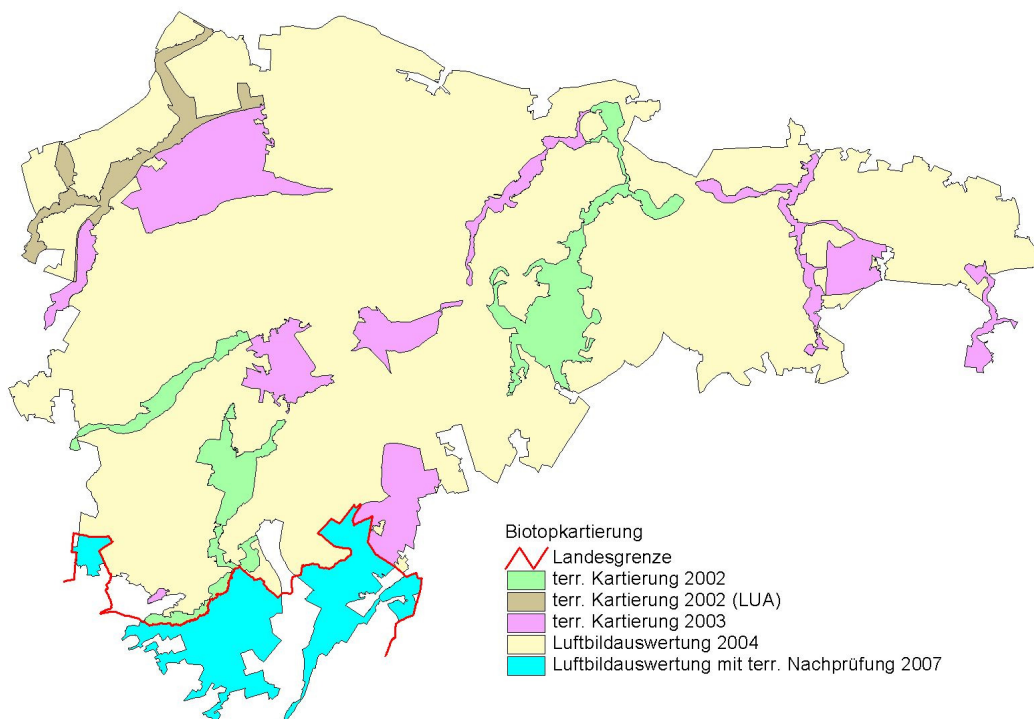 Biotopkartierung
Landesgrenze
terr. Kartierung 2002
terr. Kartierung 2002 (LUA)
terr. Kartierung 2003
Luftbildauswertung 2004
Luftbildauswertung mit terr. Nachprüfung 2007